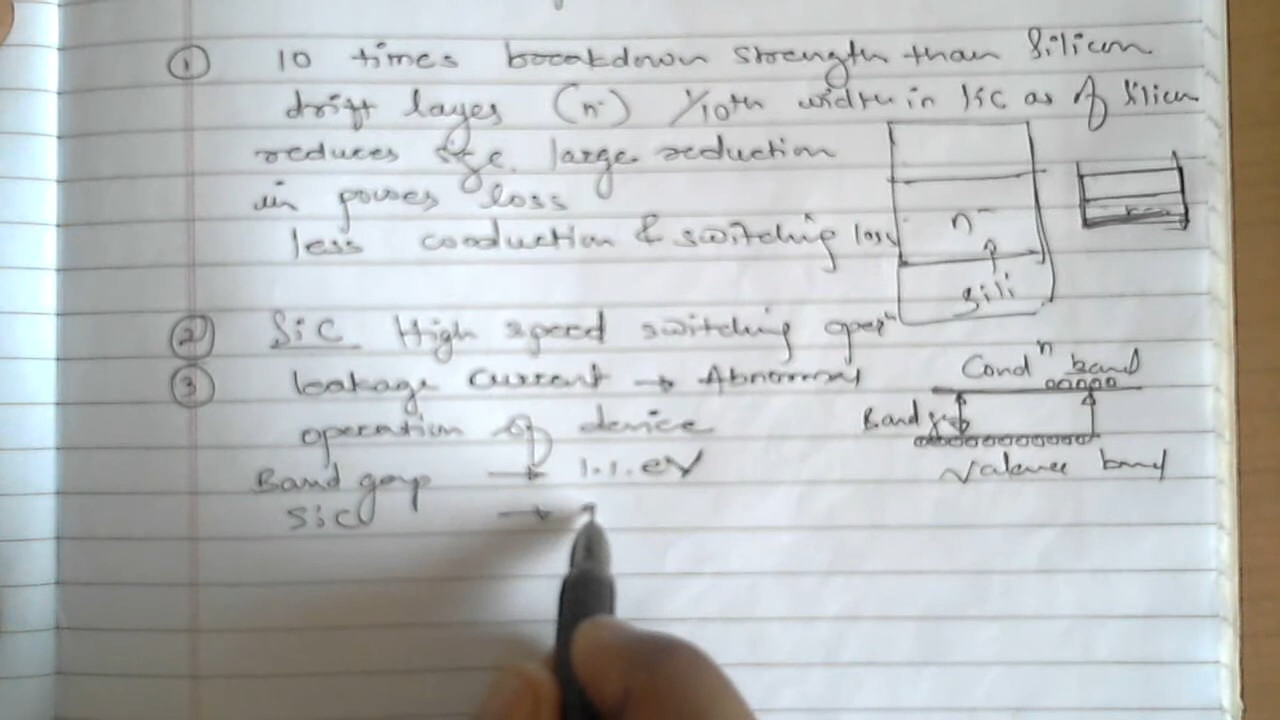 ① 10 times breakdown strength than Silicon
drift layer (n-) 1/10th width in SiC as of Silicon
reduces size. large reduction
in power loss
less conduction & switching loss
n-
Sili
② SiC High speed switching operⁿ
③ leakage current → Abnormal
operation of device
Band gap → 1.1.eV
SiC →
Condⁿ band
Band
Valence band